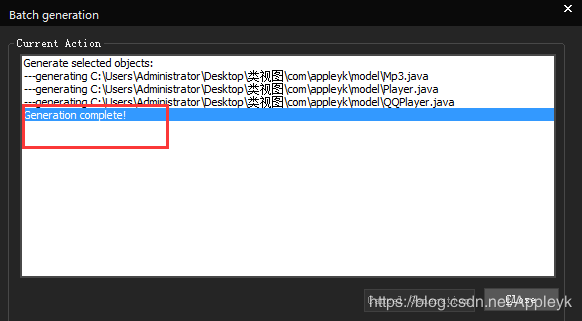 Batch generation
Current Action
Generate selected objects:
---generating C:\Users\Administrator\Desktop\类视图\com\appleyk\model\Mp3.java
---generating C:\Users\Administrator\Desktop\类视图\com\appleyk\model\Player.java
---generating C:\Users\Administrator\Desktop\类视图\com\appleyk\model\QQPlayer.java
Generation complete!
Close
https://blog.csdn.net/Appleyk